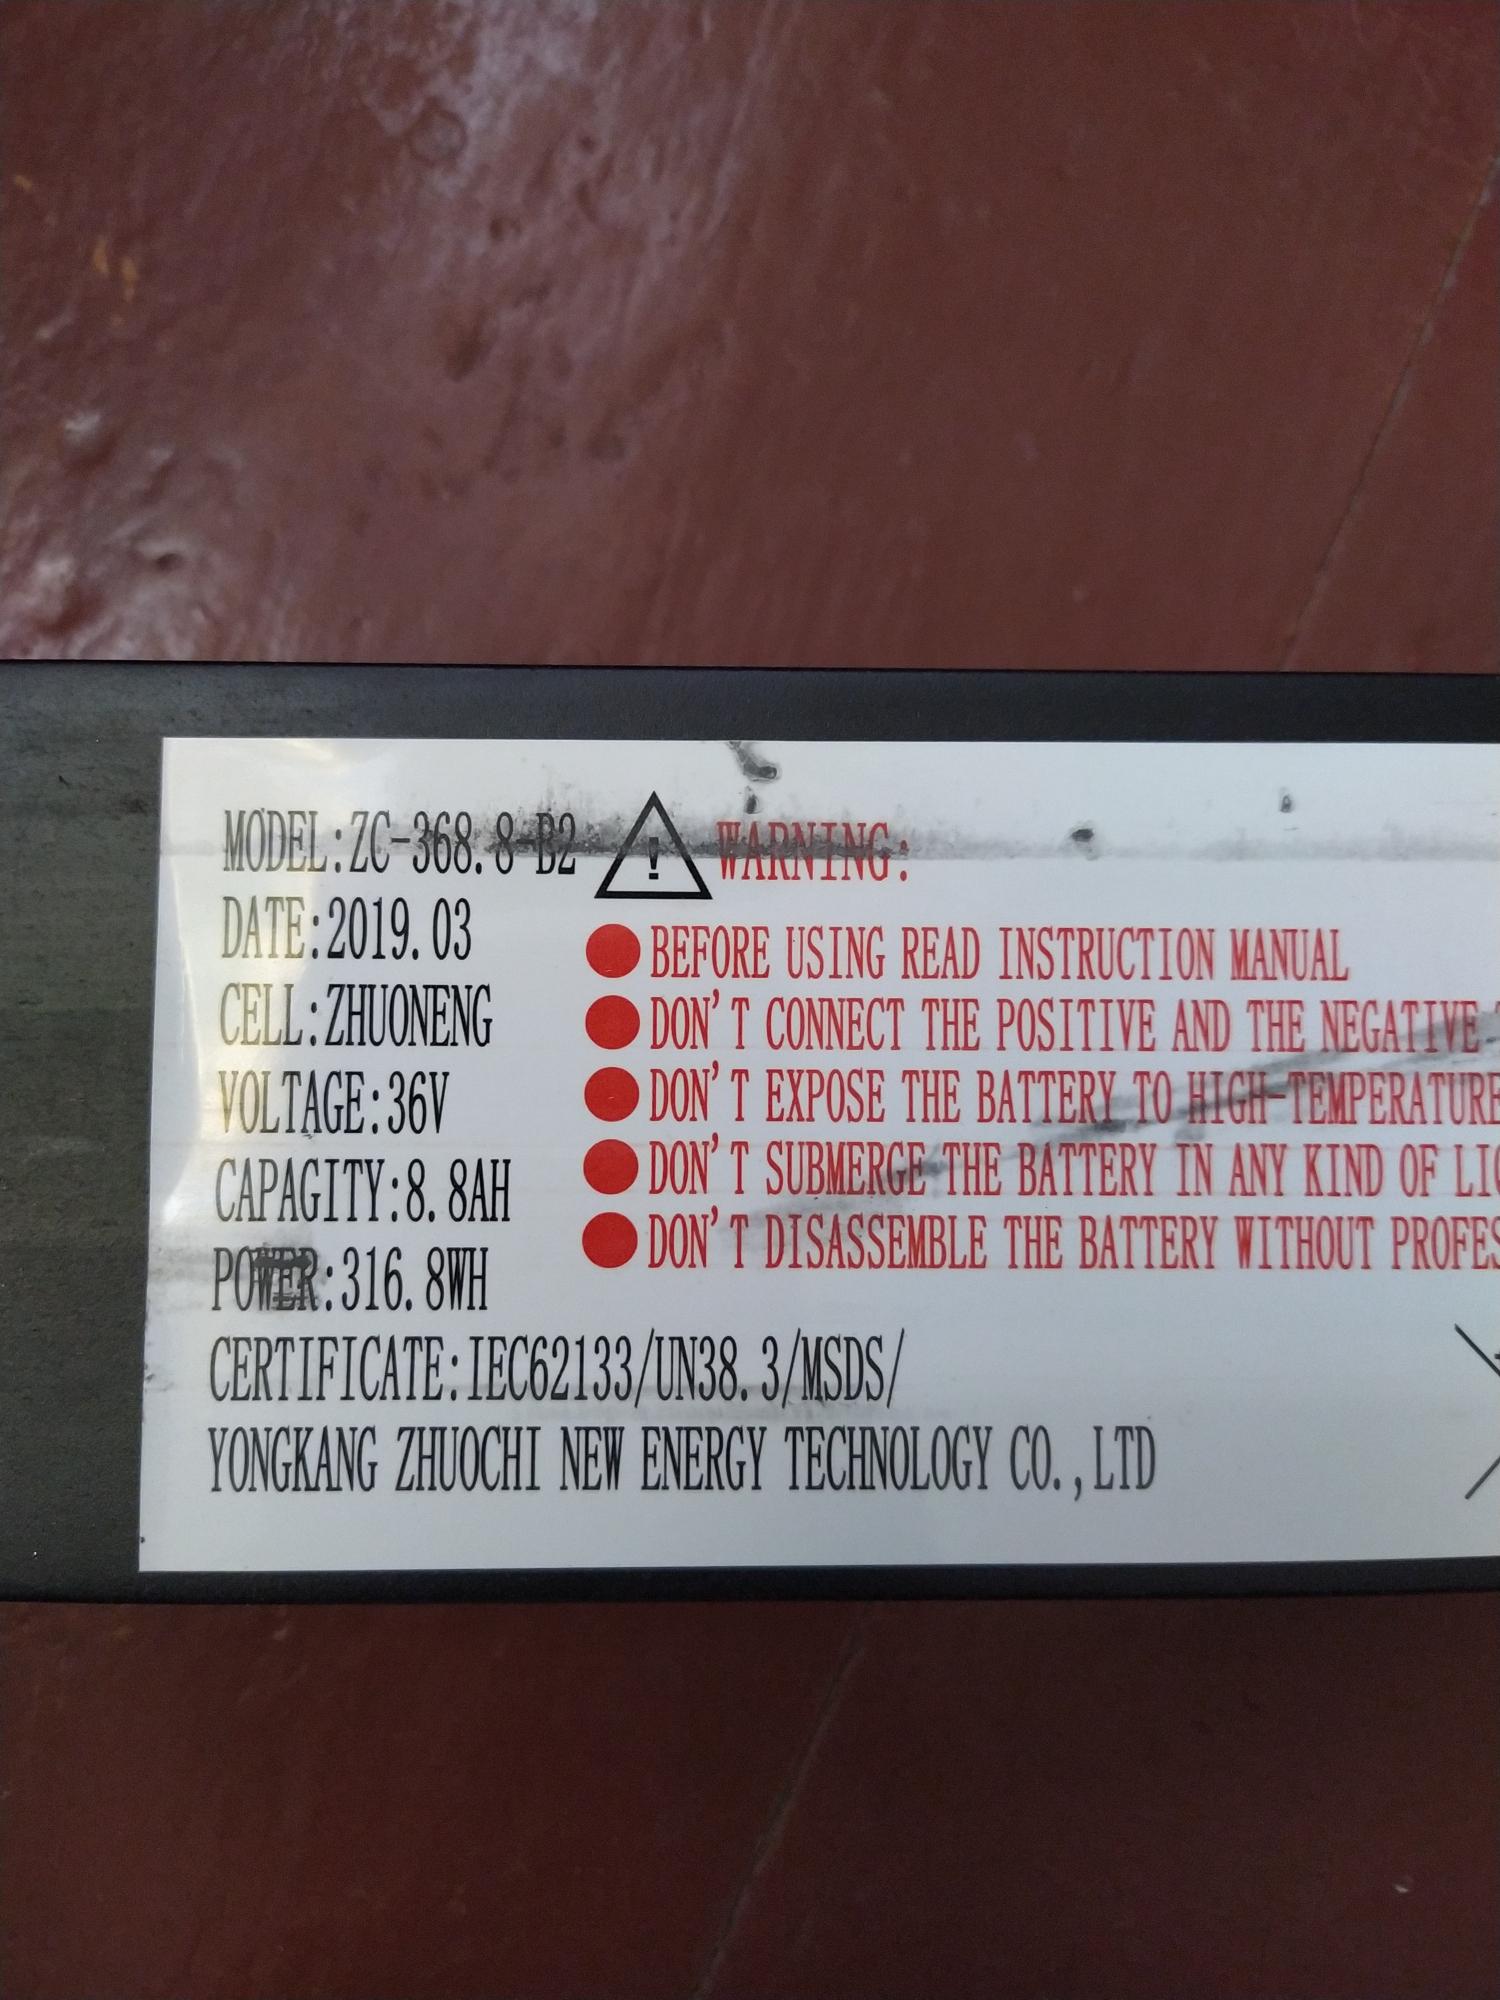 MODEL:ZC-368.8-B2
DATE:2019.03
CELL:ZHUONENG
VOLTAGE:36V
CAPAGITY:8.8AH
POWER:316.8WH
CERTIFICATE:IEC62133/UN38.3/MSDS/
YONGKANG ZHUOCHI NEW ENERGY TECHNOLOGY CO.,LTD
! WARNING:
BEFORE USING READ INSTRUCTION MANUAL
DON'T CONNECT THE POSITIVE AND THE NEGATIVE
DON'T EXPOSE THE BATTERY TO HIGH-TEMPERATURE
DON'T SUBMERGE THE BATTERY IN ANY KIND OF
DON'T DISASSEMBLE THE BATTERY WITHOUT